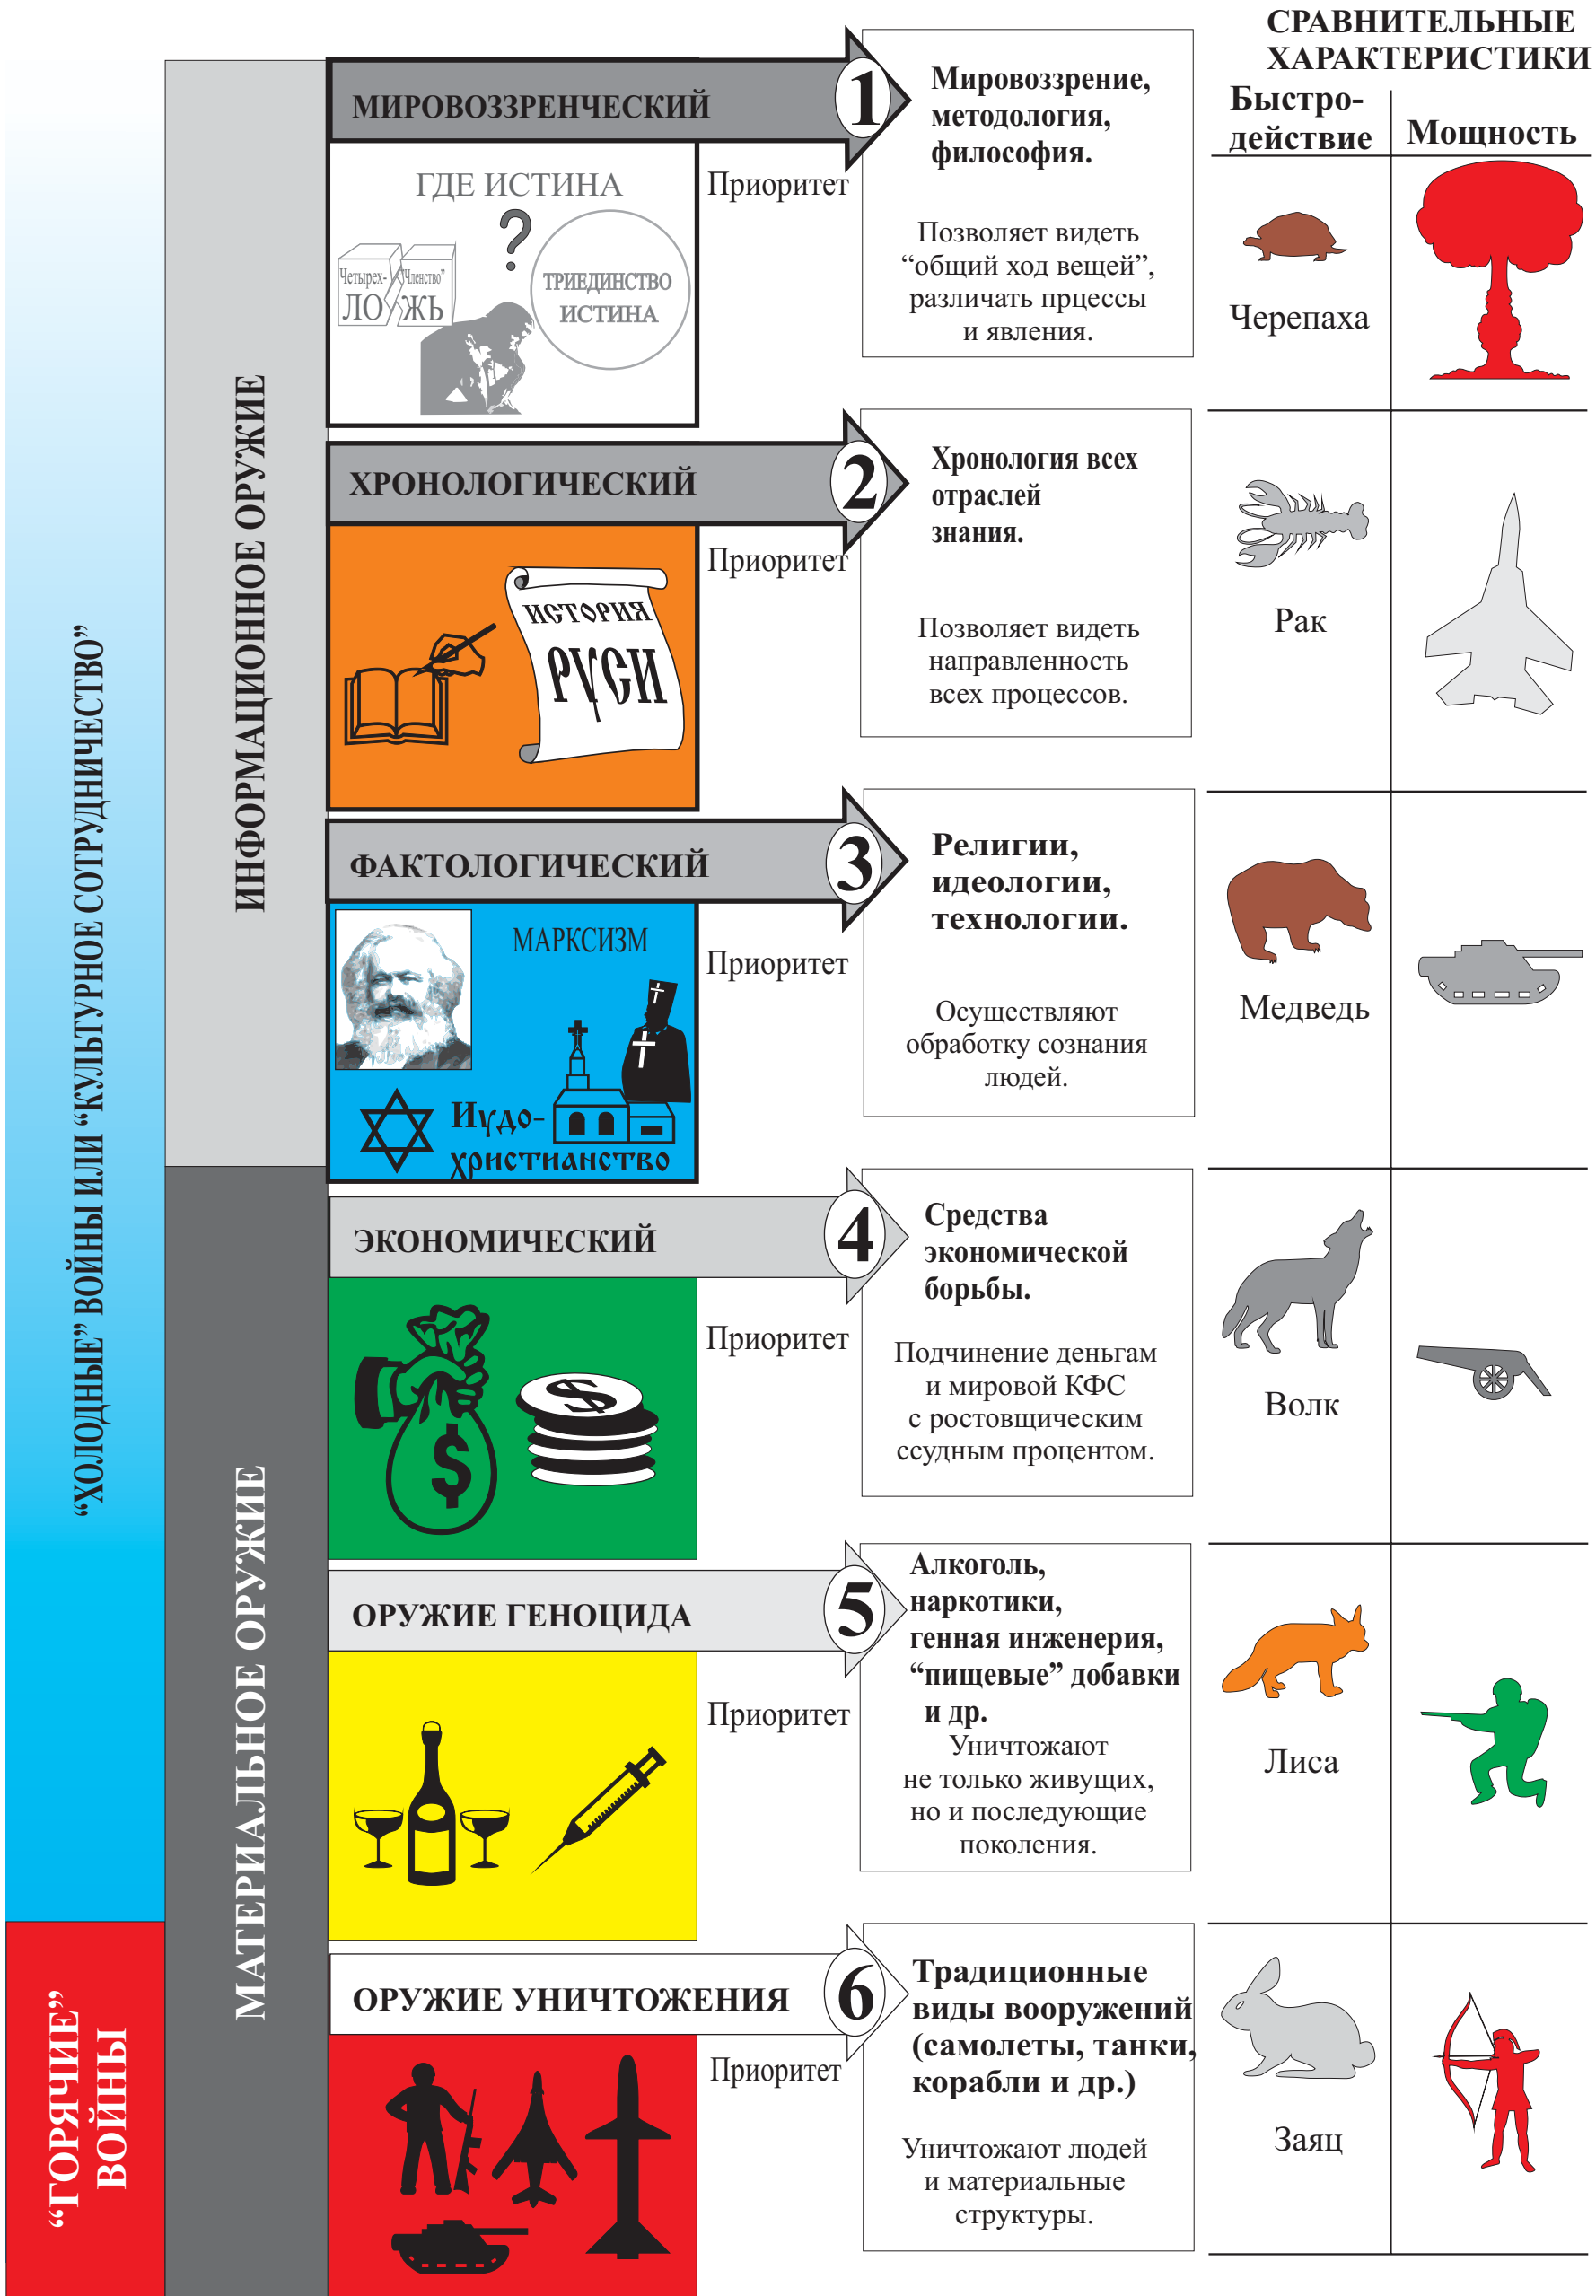 СРАВНИТЕЛЬНЫЕ
ХАРАКТЕРИСТИКИ
Быстро-
действие
Мощность
“ХОЛОДНЫЕ” ВОЙНЫ ИЛИ “КУЛЬТУРНОЕ СОТРУДНИЧЕСТВО”
“ГОРЯЧИЕ”
ВОЙНЫ
ИНФОРМАЦИОННОЕ ОРУЖИЕ
МАТЕРИАЛЬНОЕ ОРУЖИЕ
МИРОВОЗЗРЕНЧЕСКИЙ
1
Приоритет
ГДЕ ИСТИНА
?
Четырех-
ЛО
"Членство"
ЖЬ
ТРИЕДИНСТВО
ИСТИНА
Мировоззрение,
методология,
философия.
Позволяет видеть
“общий ход вещей”,
различать прцессы
и явления.
Черепаха
ХРОНОЛОГИЧЕСКИЙ
2
Приоритет
ИСТОРИЯ
РУСИ
Хронология всех
отраслей
знания.
Позволяет видеть
направленность
всех процессов.
Рак
ФАКТОЛОГИЧЕСКИЙ
3
Приоритет
МАРКСИЗМ
Иудо-
христианство
Религии,
идеологии,
технологии.
Осуществляют
обработку сознания
людей.
Медведь
ЭКОНОМИЧЕСКИЙ
4
Приоритет
$
$
Средства
экономической
борьбы.
Подчинение деньгам
и мировой КФС
с ростовщическим
ссудным процентом.
Волк
ОРУЖИЕ ГЕНОЦИДА
5
Приоритет
Алкоголь,
наркотики,
генная инженерия,
“пищевые” добавки
и др.
Уничтожают
не только живущих,
но и последующие
поколения.
Лиса
ОРУЖИЕ УНИЧТОЖЕНИЯ
6
Приоритет
Традиционные
виды вооружений
(самолеты, танки,
корабли и др.)
Уничтожают людей
и материальные
структуры.
Заяц